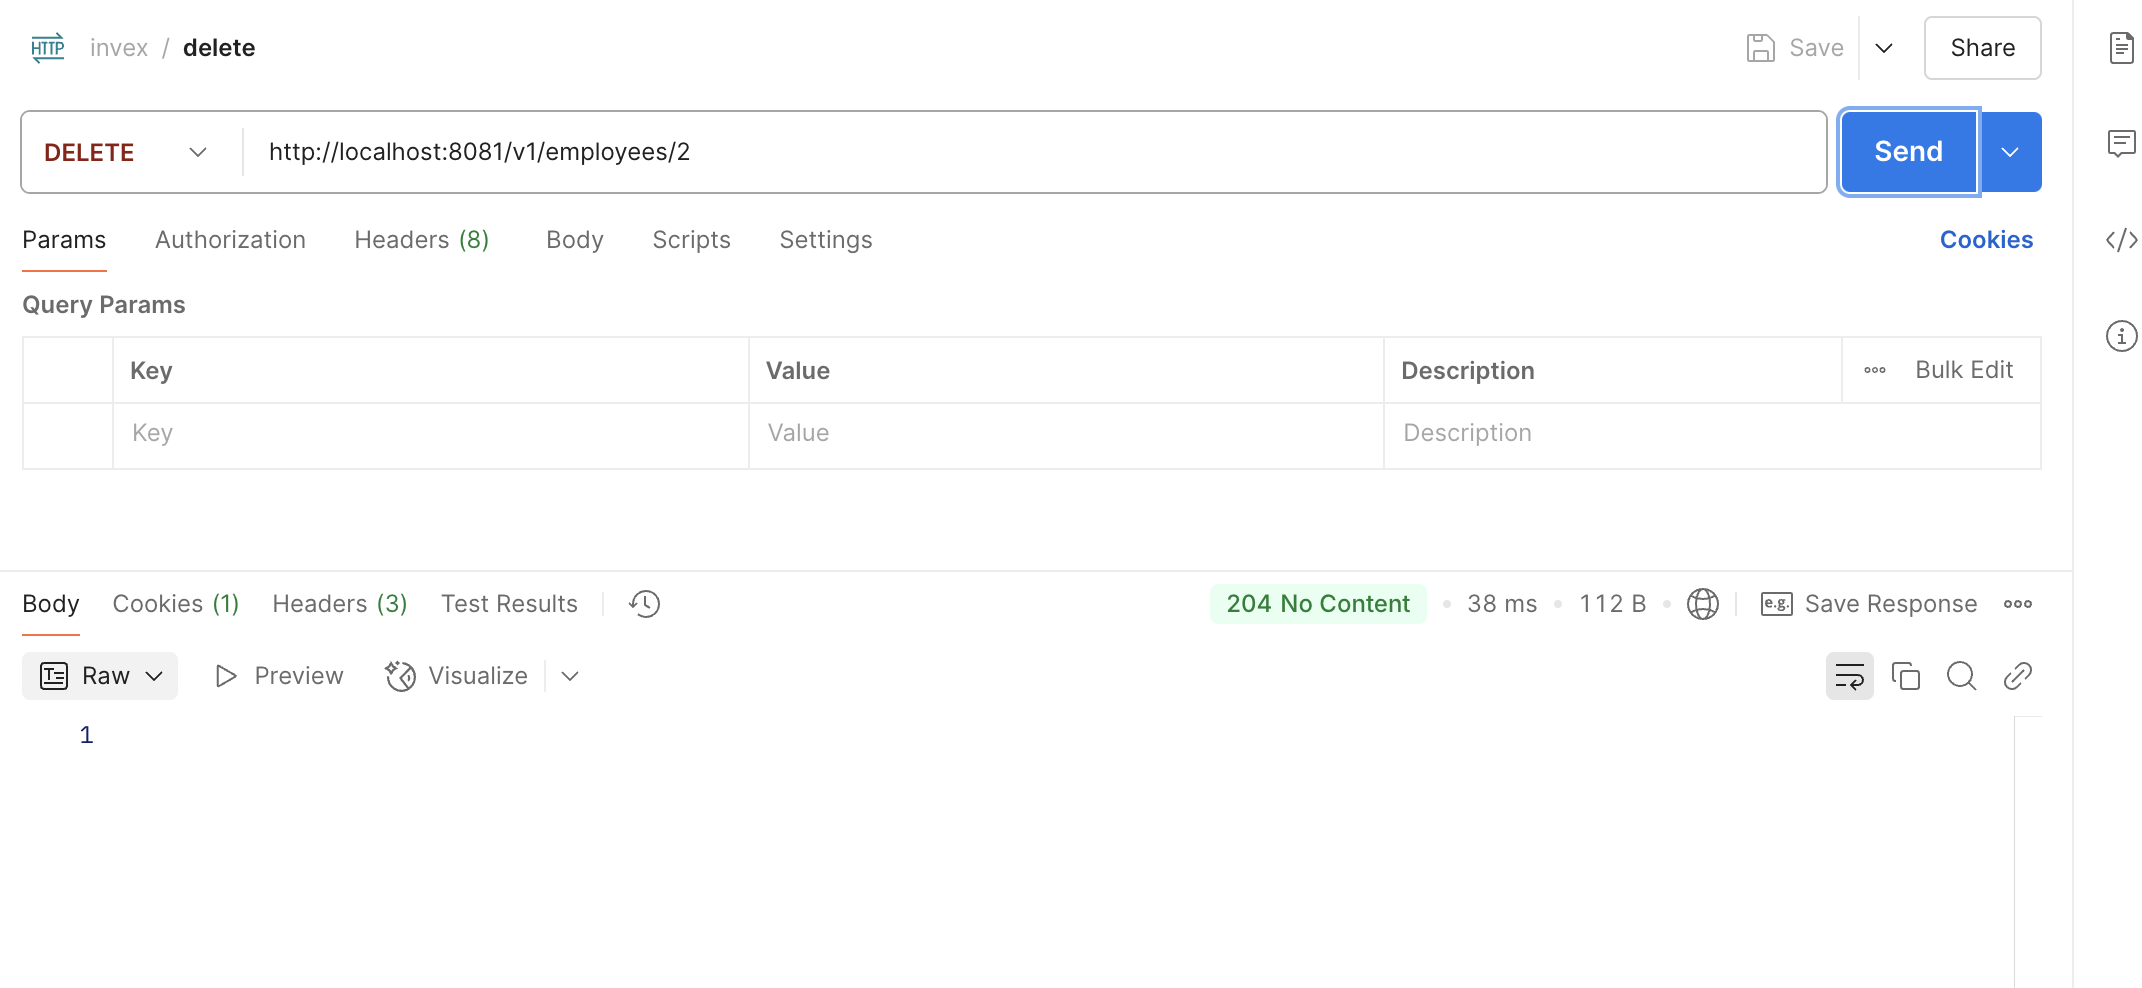 HTTP invex / delete Save Share
DELETE http://localhost:8081/v1/employees/2 Send
Params Authorization Headers (8) Body Scripts Settings Cookies
Query Params
Key Value Description Bulk Edit
Key Value Description
Body Cookies (1) Headers (3) Test Results 204 No Content • 38 ms • 112 B • e.g. Save Response
Raw Preview Visualize
1